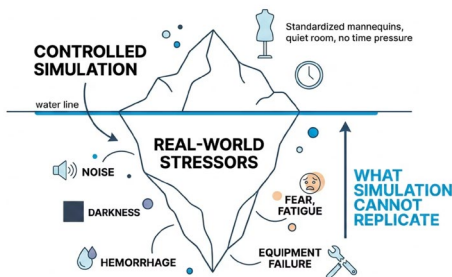 Standardized mannequins,
quiet room, no time pressure
CONTROLLED
SIMULATION
water line
REAL-WORLD
STRESSORS
NOISE
DARKNESS
HEMORRHAGE
FEAR,
FATIGUE
EQUIPMENT
FAILURE
WHAT
SIMULATION
CANNOT
REPLICATE